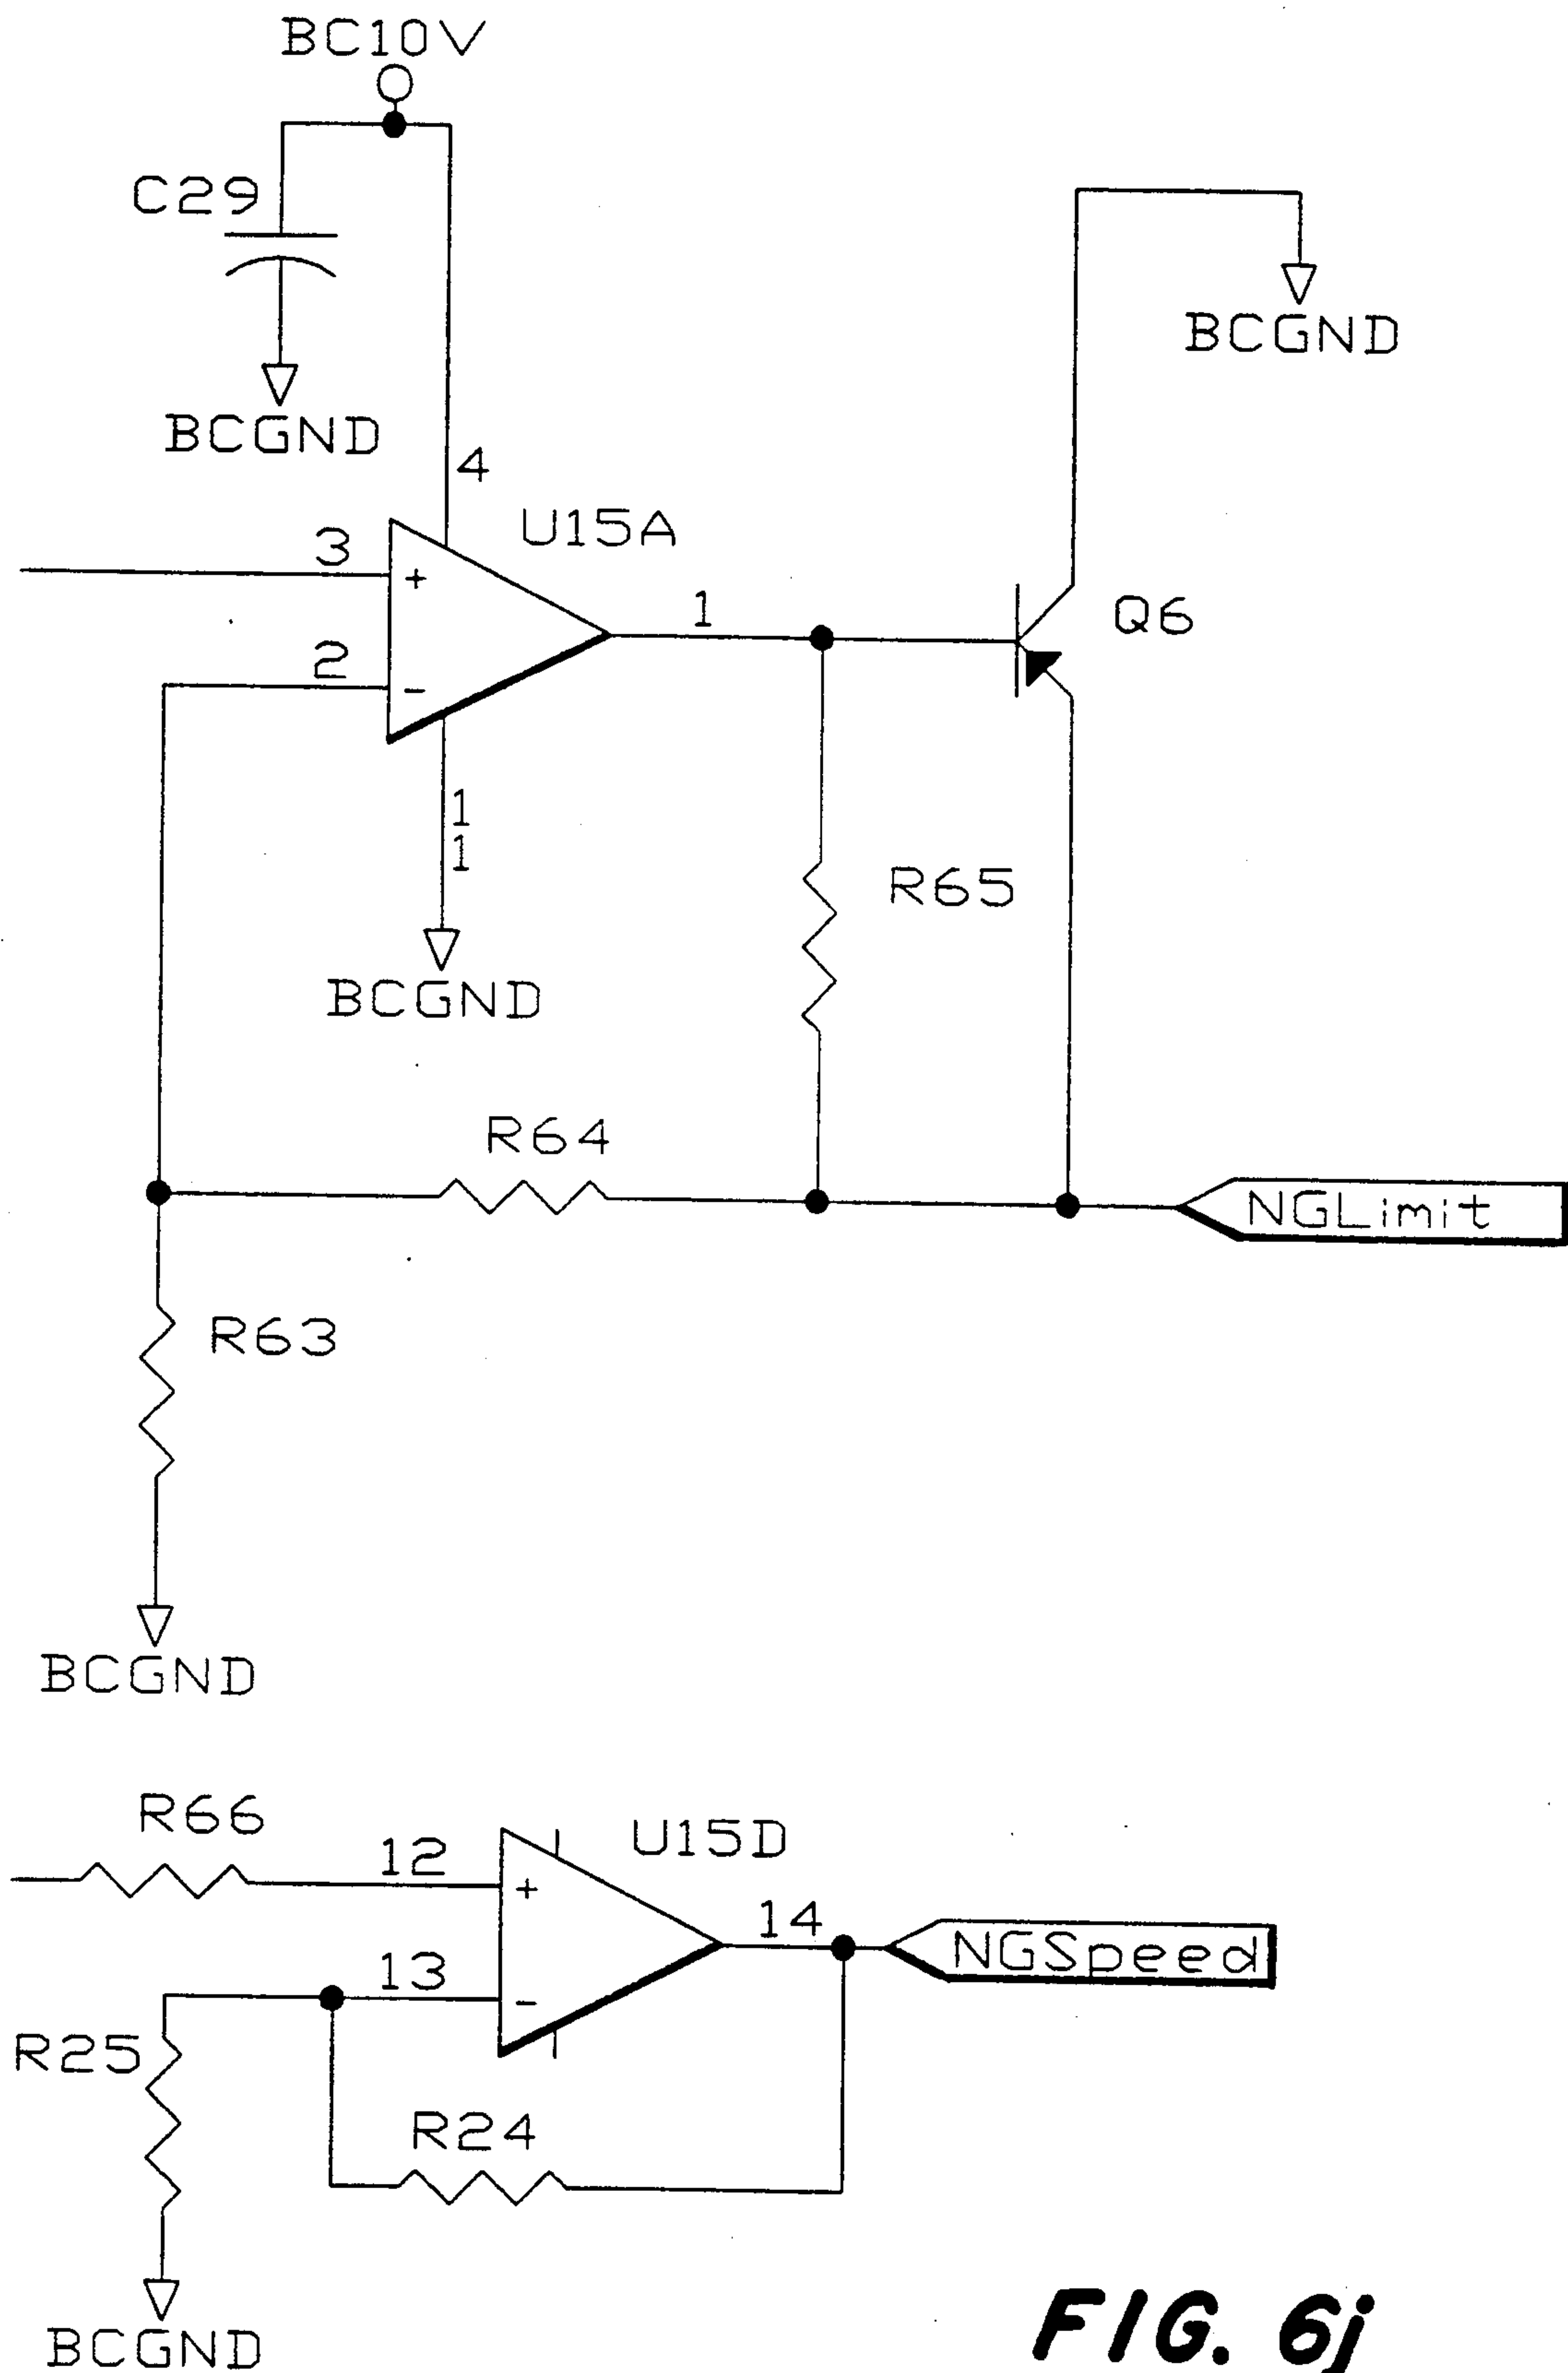 BC10V
C29
BCGND
BCGND
4
U15A
3
+
1
Q6
2
-
1
1
R65
BCGND
R64
NGLimit
R63
BCGND
R66
12
U15D
+
14
NGSpeed
13
-
R25
R24
BCGND
FIG. 6j